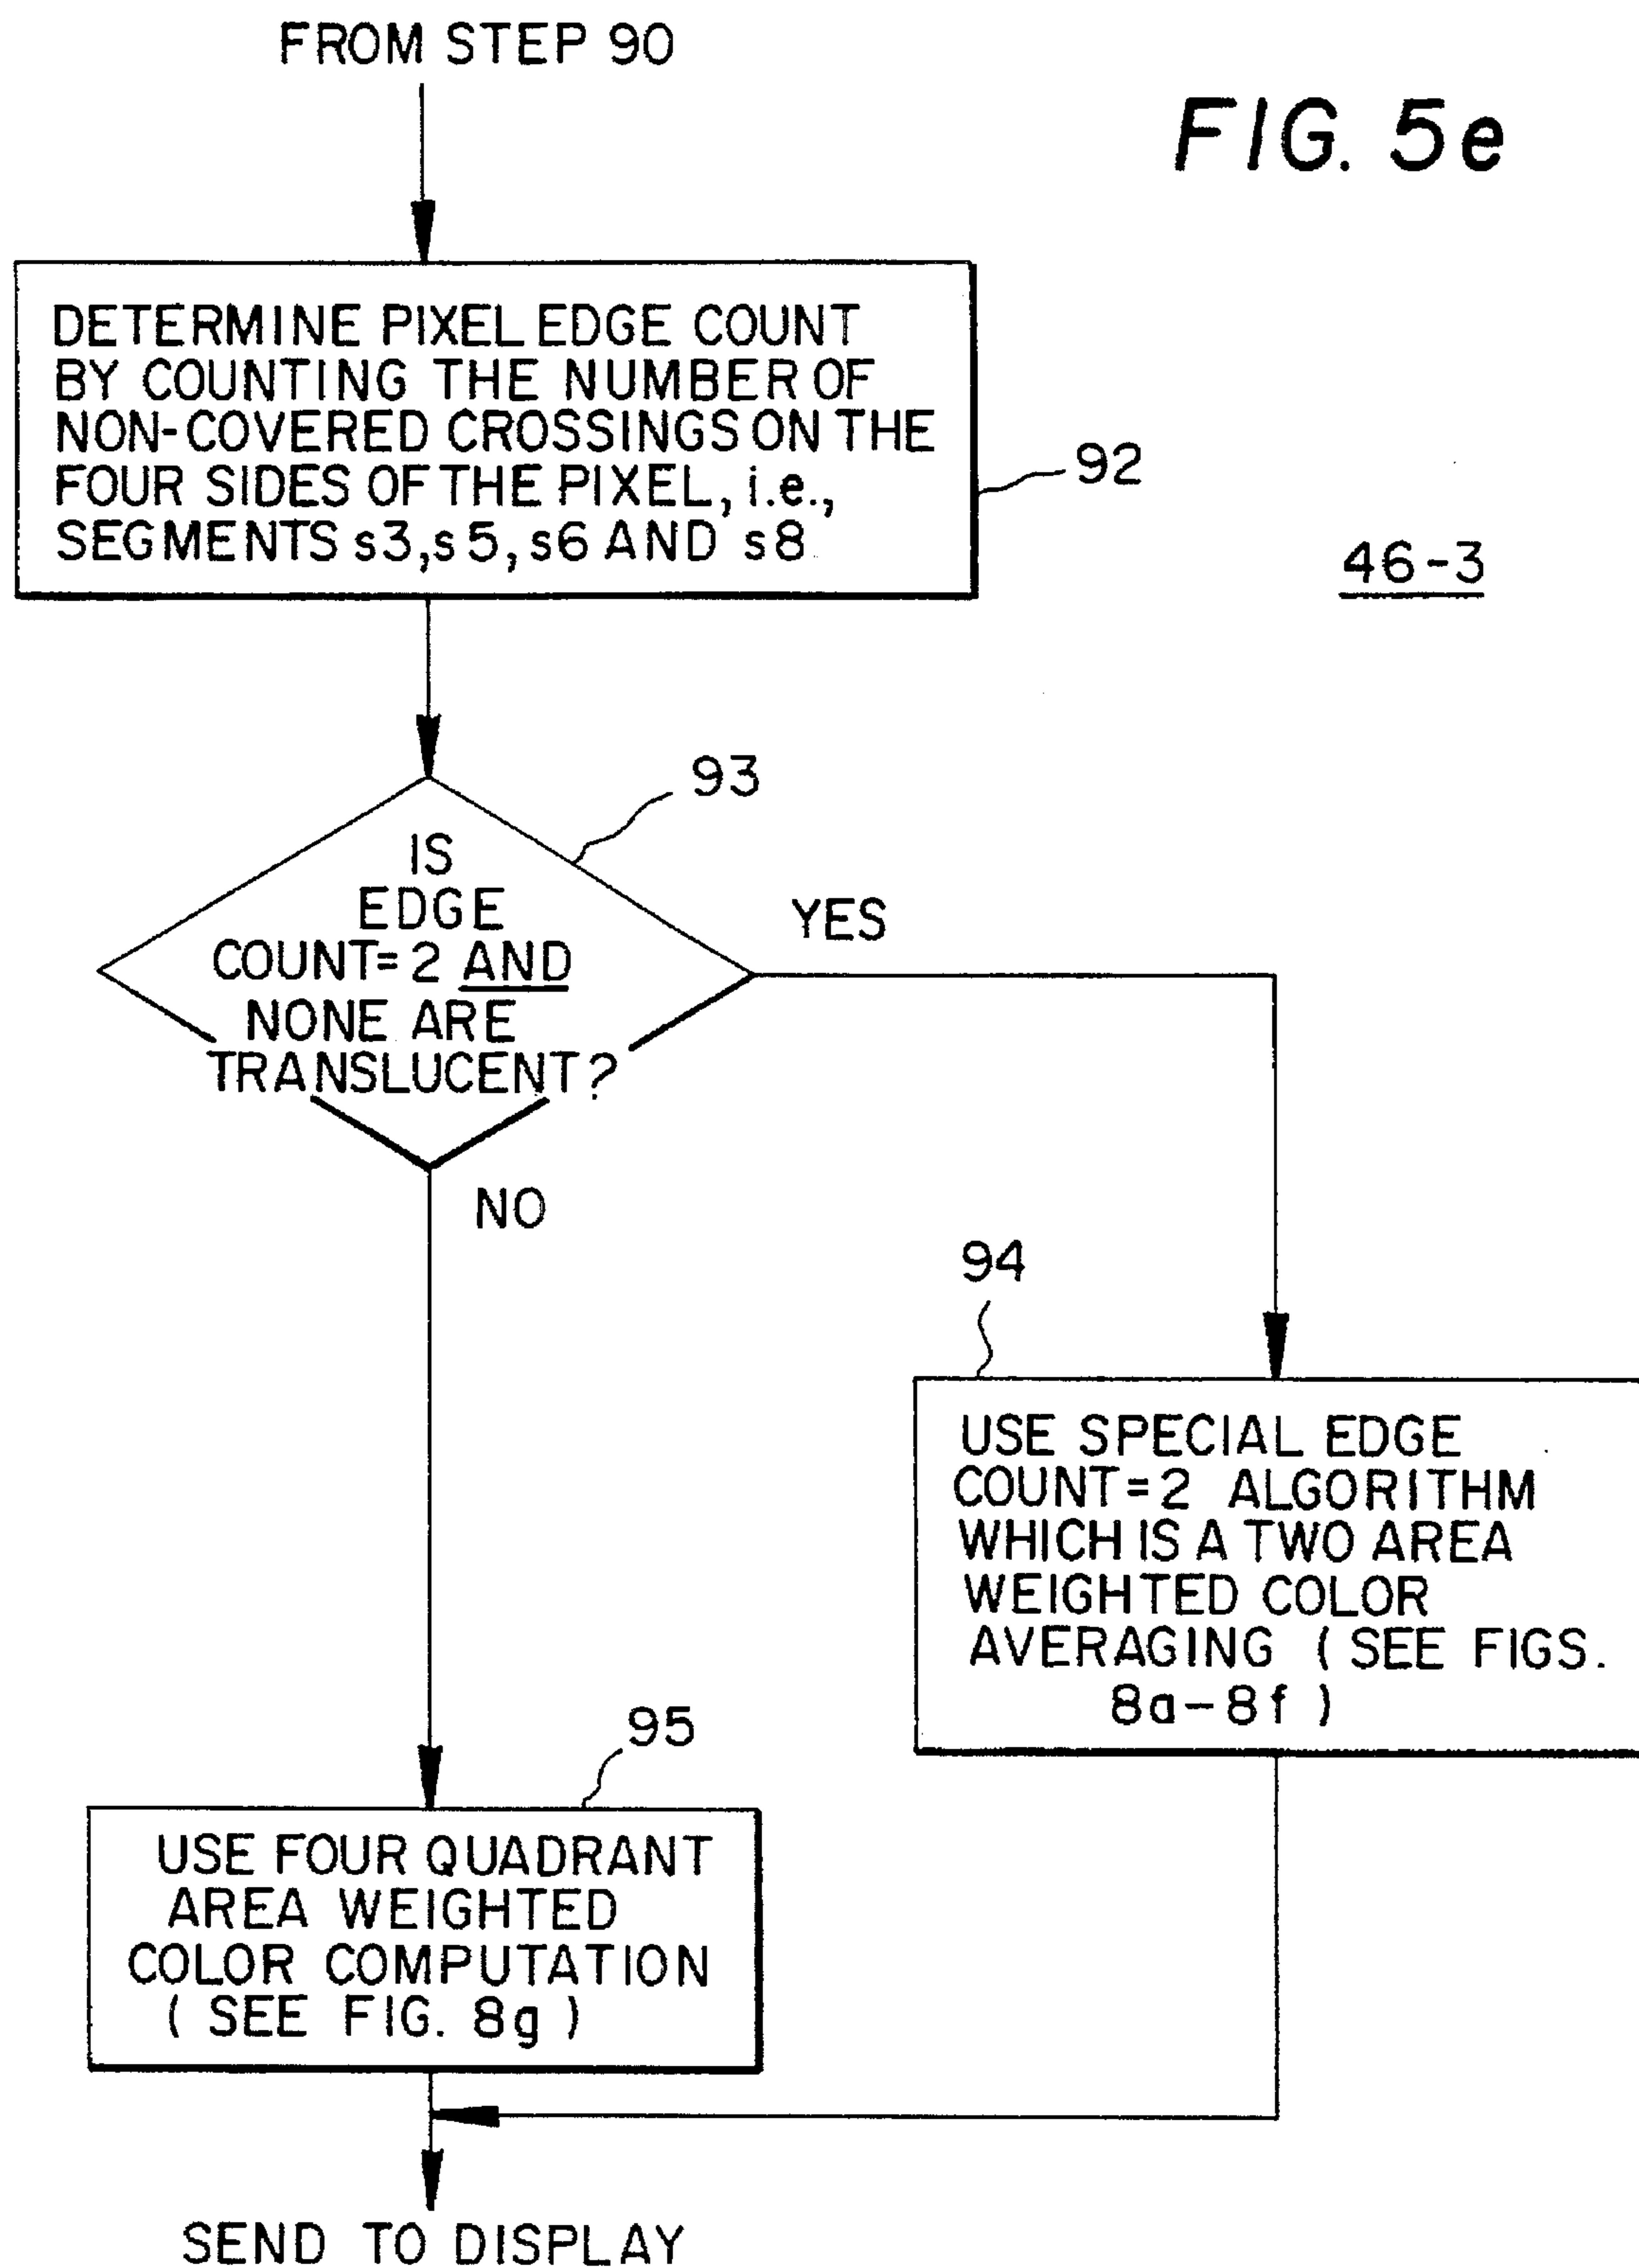 FROM STEP 90
FIG. 5e
DETERMINE PIXEL EDGE COUNT
BY COUNTING THE NUMBER OF
NON-COVERED CROSSINGS ON THE
FOUR SIDES OF THE PIXEL, i.e.,
SEGMENTS s3, s5, s6 AND s8
92
46-3
93
IS
EDGE
COUNT=2 AND
NONE ARE
TRANSLUCENT?
YES
NO
94
USE SPECIAL EDGE
COUNT=2 ALGORITHM
WHICH IS A TWO AREA
WEIGHTED COLOR
AVERAGING (SEE FIGS.
8a-8f)
95
USE FOUR QUADRANT
AREA WEIGHTED
COLOR COMPUTATION
(SEE FIG. 8g)
SEND TO DISPLAY